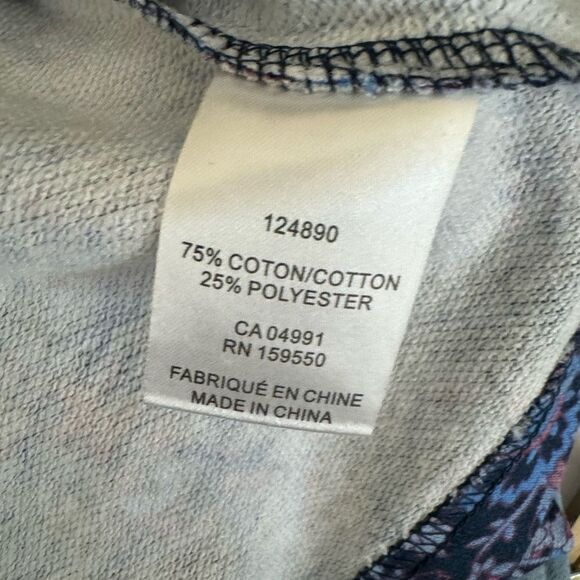 124890
75% COTON/COTTON
25% POLYESTER
CA 04991
RN 159550
FABRIQUÉ EN CHINE
MADE IN CHINA